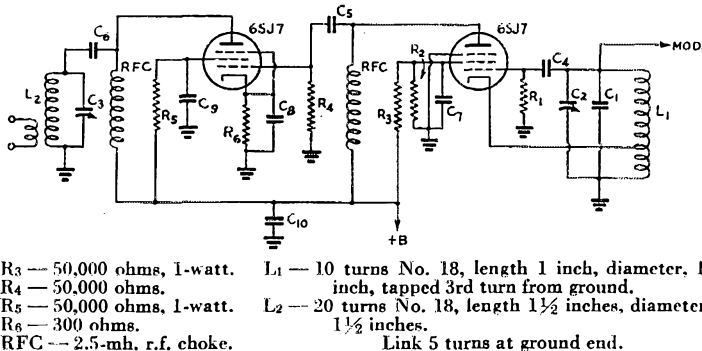 6SJ7
C5
6SJ7
C6
RFC
L2
C3
R5
C9
R6
C8
R4
RFC
R2
R3
C7
C4
R1
C2
C1
L1
MOD.
C10
+B
R3 — 50,000 ohms, 1-watt.
R4 — 50,000 ohms.
R5 — 50,000 ohms, 1-watt.
R6 — 300 ohms.
RFC — 2.5-mh. r.f. choke.
L1 — 10 turns No. 18, length 1 inch, diameter,
inch, tapped 3rd turn from ground.
L2 — 20 turns No. 18, length 1½ inches, diameter
1½ inches.
Link 5 turns at ground end.